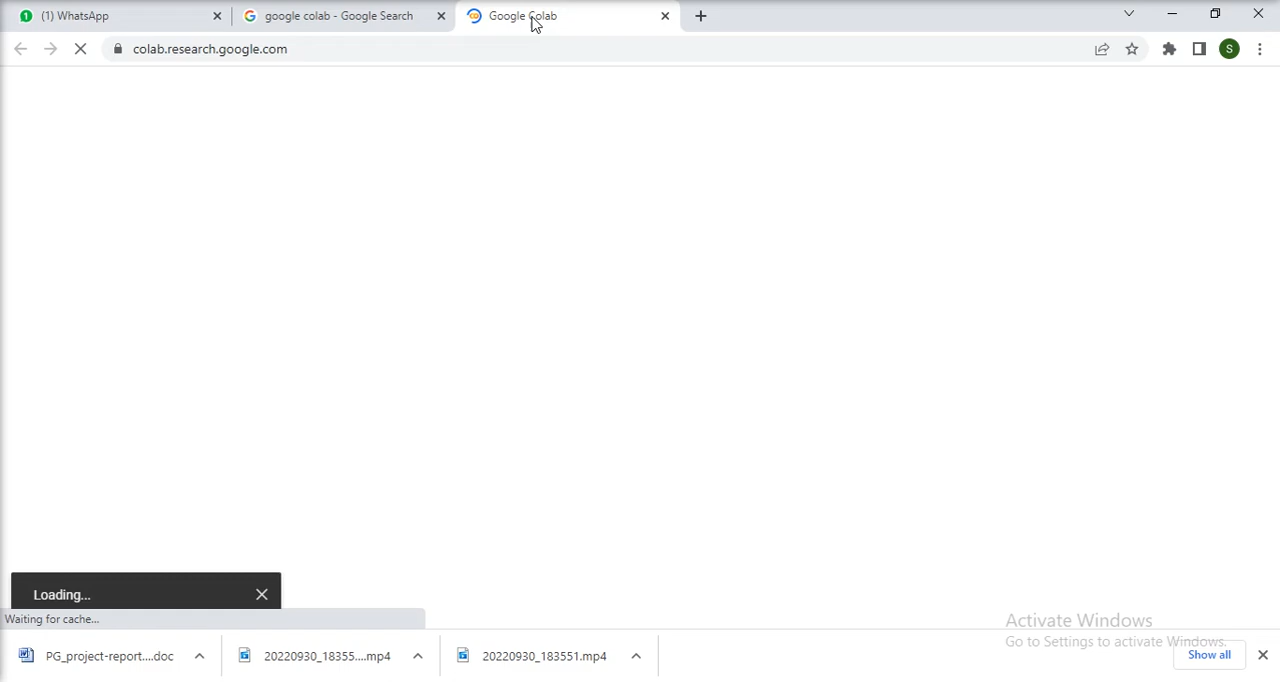 1 (1) WhatsApp
google colab - Google Search
Google Colab
colab.research.google.com
S
Loading...
Waiting for cache...
Activate Windows
Go to Settings to activate Windows.
PG_project-report....doc
20220930_18355....mp4
20220930_183551.mp4
Show all